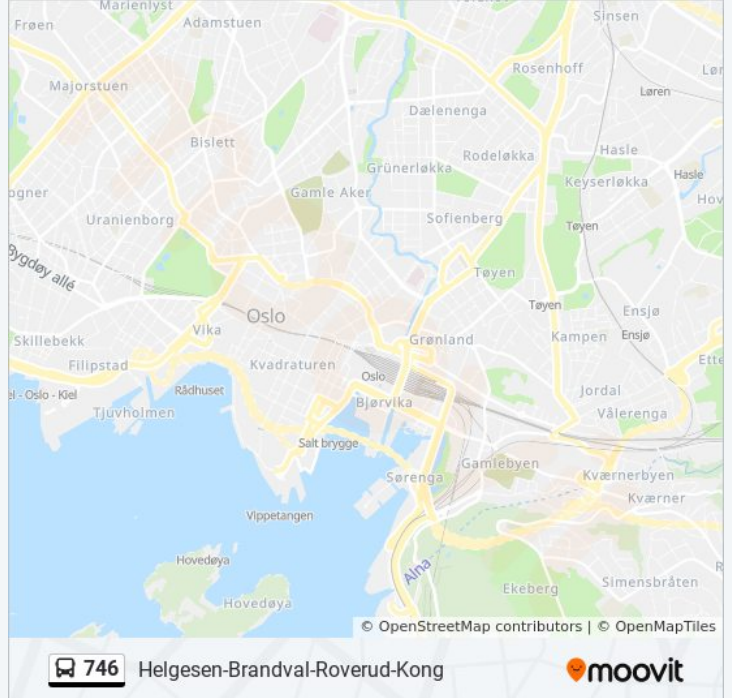 Marienlyst
Frøen
Adamstuen
Sinsen
Rosenhoff
Majorstuen
Løren
Dælenenga
Bislett
Rodeløkka
Hasle
Grünerløkka
Hasle
Keyserløkka
Gamle Aker
ogner
Hov
Uranienborg
Sofienberg
Tøyen
Bygdøy allé
Tøyen
Tøyen
Ensjø
Oslo
Vika
Skillebekk
Grønland
Kampen
Ensjø
Filipstad
Kvadraturen
Ette
Oslo
Rådhuset
Jordal
el - Oslo - Kiel
Bjørvika
Tjuvholmen
Vålerenga
Salt brygge
Gamlebyen
Sørenga
Kværnerbyen
Kværner
Vippetangen
Hovedøya
Alna
Simensbråten
Ekeberg
Hovedøya
© OpenStreetMap contributors | © OpenMapTiles
746 Helgesen-Brandval-Roverud-Kong
moovit